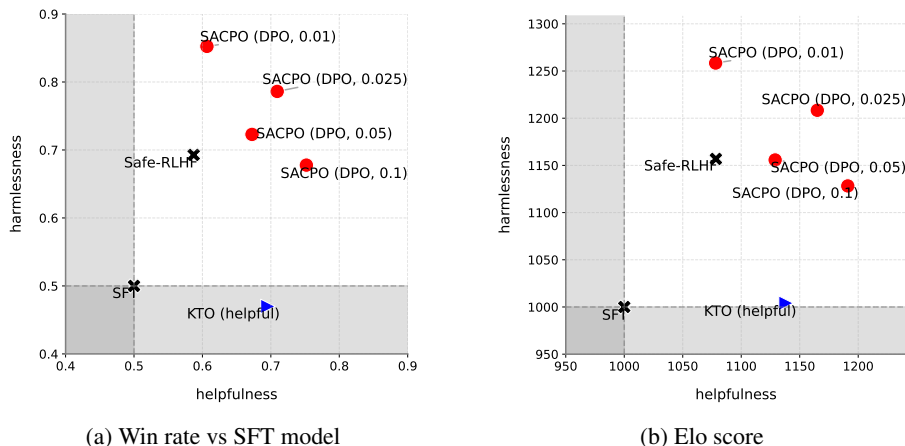 0.9
0.8
0.7
0.6
0.5
0.4
harmlessness
SACPO (DPO, 0.01)
SACPO (DPO, 0.025)
SACPO (DPO, 0.05)
Safe-RLHF
SACPO (DPO, 0.1)
SFT
KTO (helpful)
0.4 0.5 0.6 0.7 0.8 0.9
helpfulness
(a) Win rate vs SFT model
1300
1250
1200
1150
1100
1050
1000
950
harmlessness
SACPO (DPO, 0.01)
SACPO (DPO, 0.025)
Safe-RLHF
SACPO (DPO, 0.05)
SACPO (DPO, 0.1)
SFT
KTO (helpful)
950 1000 1050 1100 1150 1200
helpfulness
(b) Elo score